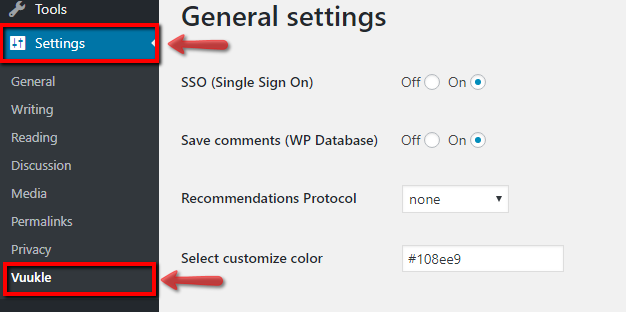 Tools
Settings
General
Writing
Reading
Discussion
Media
Permalinks
Privacy
Vuukle
General settings
SSO (Single Sign On) Off On
Save comments (WP Database) Off On
Recommendations Protocol none
Select customize color #108ee9